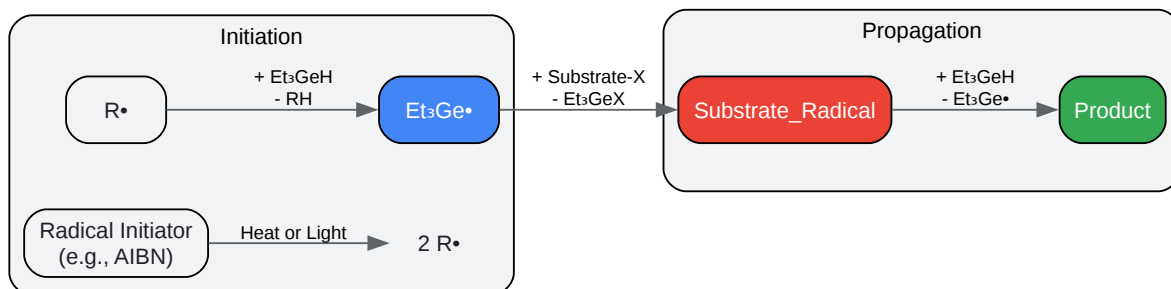 Initiation
Propagation
R•
+ Et₃GeH
- RH
Et₃Ge•
+ Substrate-X
- Et₃GeX
Substrate_Radical
+ Et₃GeH
- Et₃Ge•
Product
Radical Initiator
(e.g., AIBN)
Heat or Light
2 R•